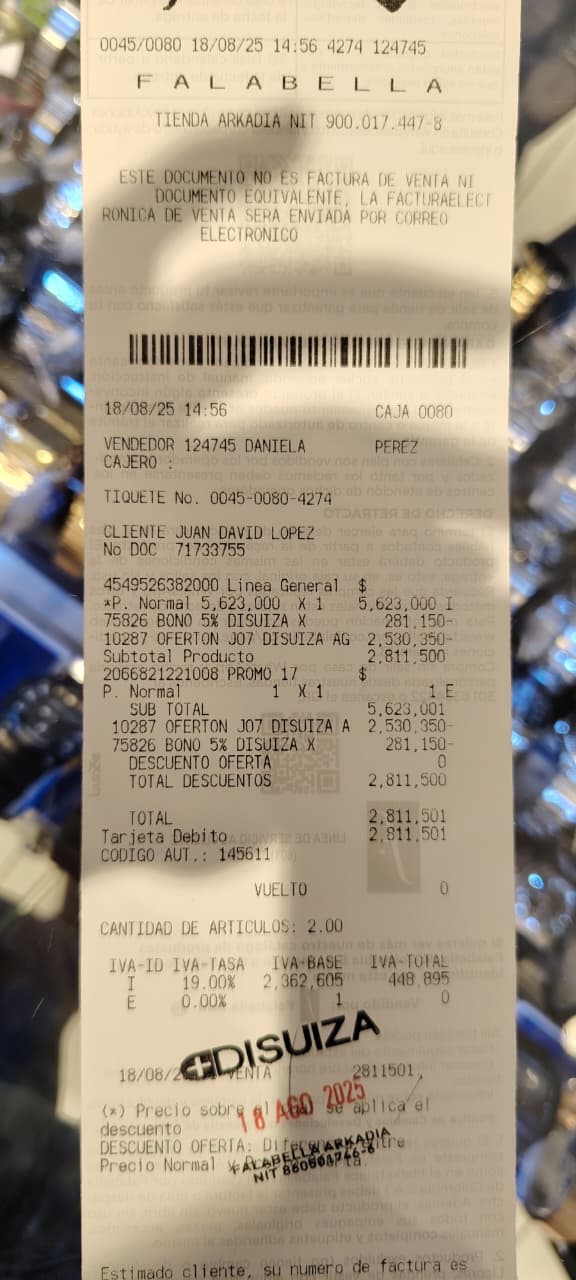 0045/0080 18/08/25 14:56 4274 124745
FALABELLA
TIENDA ARKADIA NIT 900.017.447-8
ESTE DOCUMENTO NO ES FACTURA DE VENTA NI
DOCUMENTO EQUIVALENTE, LA FACTURAELECT
RONICA DE VENTA SERA ENVIADA POR CORREO
ELECTRONICO
18/08/25 14:56 CAJA 0080
VENDEDOR 124745 DANIELA PEREZ
CAJERO :
TIQUETE No. 0045-0080-4274
CLIENTE JUAN DAVID LOPEZ
No DOC 71733755
4549526382000 Linea General $
*P. Normal 5,623,000 X 1 5,623,000 I
75826 BONO 5% DISUIZA X 281,150-
10287 OFERTON J07 DISUIZA AG 2,530,350-
Subtotal Producto 2,811,500
2066821221008 PROMO 17 $
P. Normal 1 X 1 1 E
SUB TOTAL 5,623,001
10287 OFERTON J07 DISUIZA A 2,530,350-
75826 BONO 5% DISUIZA X 281,150-
DESCUENTO OFERTA 0
TOTAL DESCUENTOS 2,811,500
TOTAL 2,811,501
Tarjeta Debito 2,811,501
CODIGO AUT.: 145611
VUELTO 0
CANTIDAD DE ARTICULOS: 2.00
IVA-ID IVA-TASA IVA-BASE IVA-TOTAL
I 19.00% 2,362,605 448,895
E 0.00% 1 0
DISUIZA
18/08/2 VENTA 2811501
18 AGO 2025
(*) Precio sobre el se aplica el
descuento
DESCUENTO OFERTA:
Precio Normal
FALABELLA ARKADIA
NIT
Estimado cliente, su numero de factura es